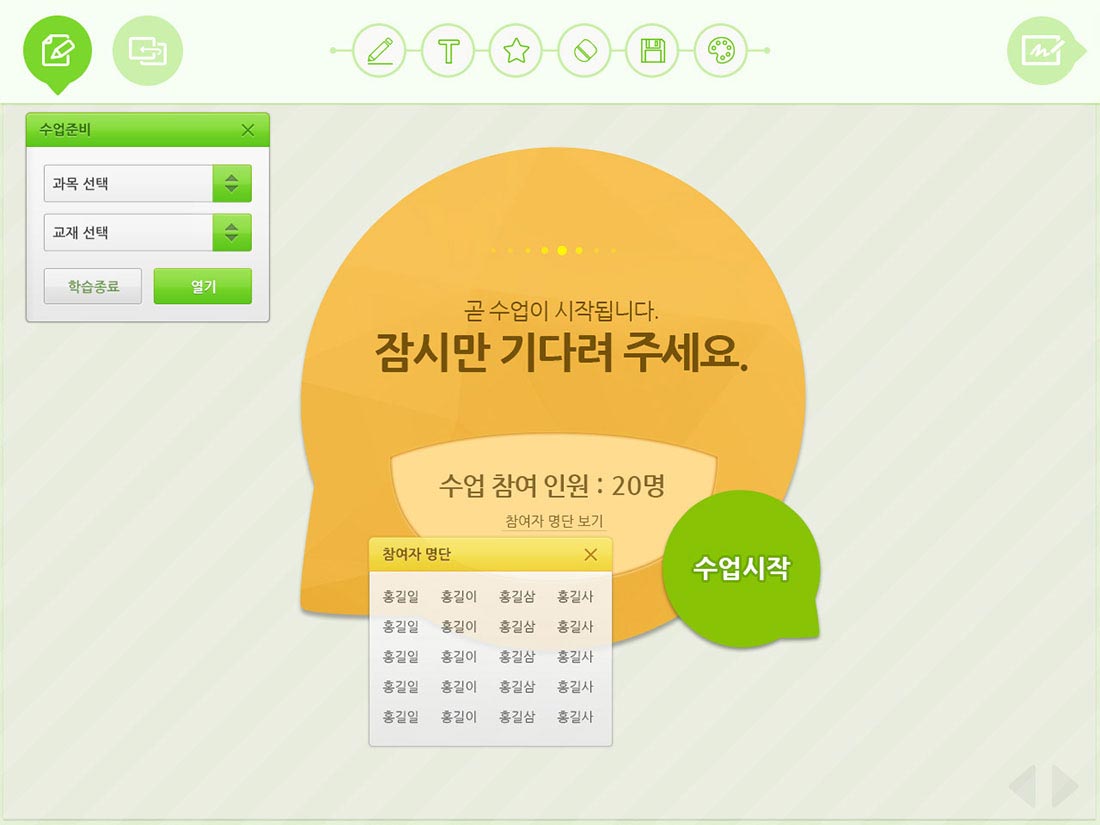 수업준비
과목 선택
교재 선택
학습종료 열기
곧 수업이 시작됩니다.
잠시만 기다려 주세요.
수업 참여 인원 : 20명
참여자 명단 보기
수업시작
참여자 명단
홍길일 홍길이 홍길삼 홍길사
홍길일 홍길이 홍길삼 홍길사
홍길일 홍길이 홍길삼 홍길사
홍길일 홍길이 홍길삼 홍길사
홍길일 홍길이 홍길삼 홍길사